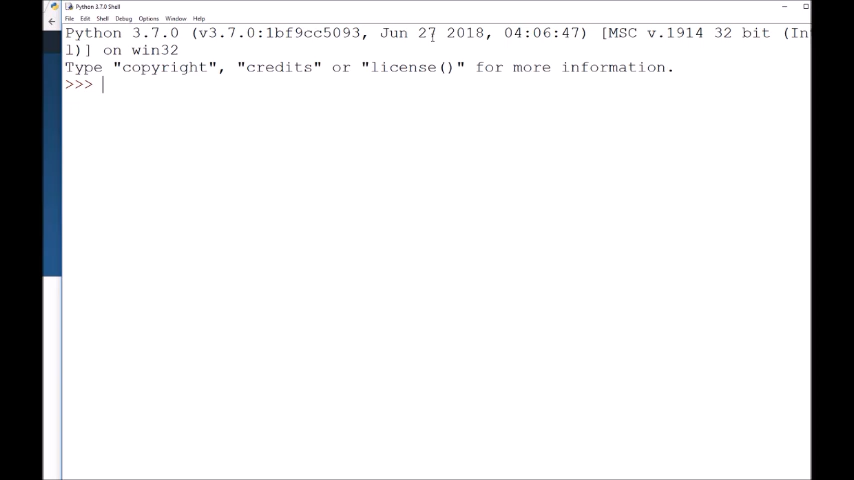 Python 3.7.0 Shell
File Edit Shell Debug Options Window Help
Python 3.7.0 (v3.7.0:1bf9cc5093, Jun 27 2018, 04:06:47) [MSC v.1914 32 bit (In
l)] on win32
Type "copyright", "credits" or "license()" for more information.
>>>